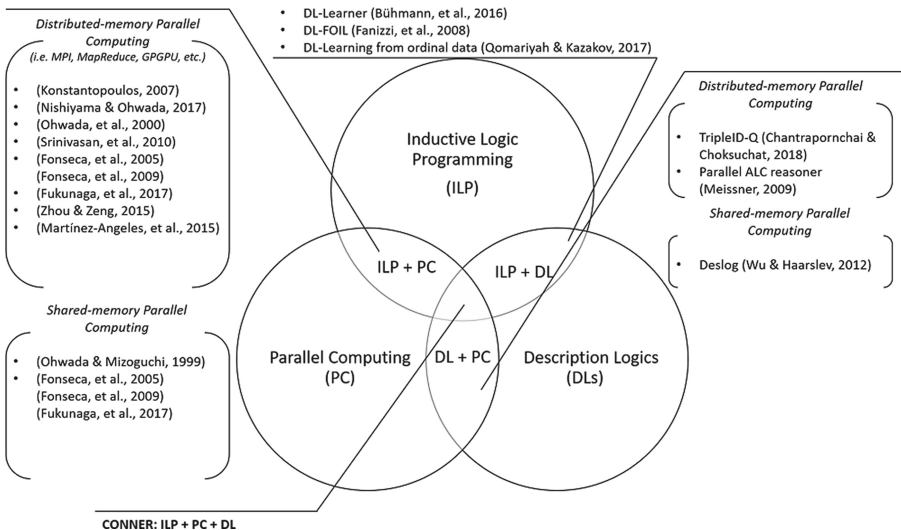 Distributed-memory Parallel
Computing
(i.e. MPI, MapReduce, GPGPU, etc.)
• (Konstantopoulos, 2007)
• (Nishiyama & Ohwada, 2017)
• (Ohwada, et al., 2000)
• (Srinivasan, et al., 2010)
• (Fonseca, et al., 2005)
(Fonseca, et al., 2009)
• (Fukunaga, et al., 2017)
• (Zhou & Zeng, 2015)
• (Martínez-Angeles, et al., 2015)
Shared-memory Parallel
Computing
• (Ohwada & Mizoguchi, 1999)
• (Fonseca, et al., 2005)
(Fonseca, et al., 2009)
(Fukunaga, et al., 2017)
• DL-Learner (Bühmann, et al., 2016)
• DL-FOIL (Fanizzi, et al., 2008)
• DL-Learning from ordinal data (Qomariyah & Kazakov, 2017)
Inductive Logic
Programming
(ILP)
ILP + PC
ILP + DL
Parallel Computing
(PC)
DL + PC
Description Logics
(DLs)
Distributed-memory Parallel
Computing
• TripleID-Q (Chantrapornchai &
Choksuchat, 2018)
• Parallel ALC reasoner
(Meissner, 2009)
Shared-memory Parallel
Computing
• Deslog (Wu & Haarslev, 2012)
CONNER: ILP + PC + DL